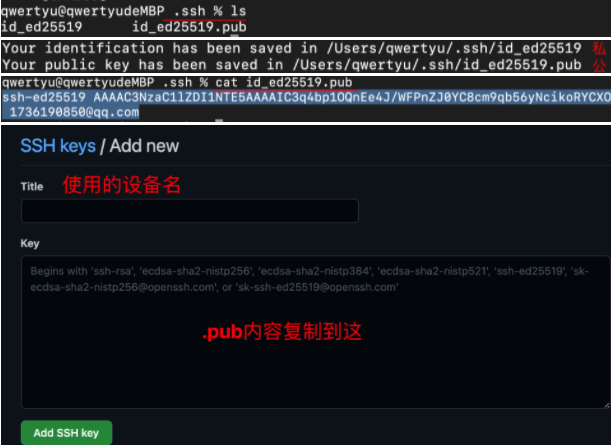 qwertyu@qwertyudeMBP .ssh % ls
id_ed25519 id_ed25519.pub
Your identification has been saved in /Users/qwertyu/.ssh/id_ed25519 私
Your public key has been saved in /Users/qwertyu/.ssh/id_ed25519.pub 公
qwertyu@qwertyudeMBP .ssh % cat id_ed25519.pub
ssh-ed25519 AAAAC3NzaC1lZDI1NTE5AAAAIC3q4bp1OQnEe4J/WFPnZJ0YC8cm9qb56yNcikoRYCXO
1736190850@qq.com
SSH keys / Add new
Title 使用的设备名
Key
Begins with 'ssh-rsa', 'ecdsa-sha2-nistp256', 'ecdsa-sha2-nistp384', 'ecdsa-sha2-nistp521', 'ssh-ed25519', 'sk-
ecdsa-sha2-nistp256@openssh.com', or 'sk-ssh-ed25519@openssh.com'
.pub内容复制到这
Add SSH key